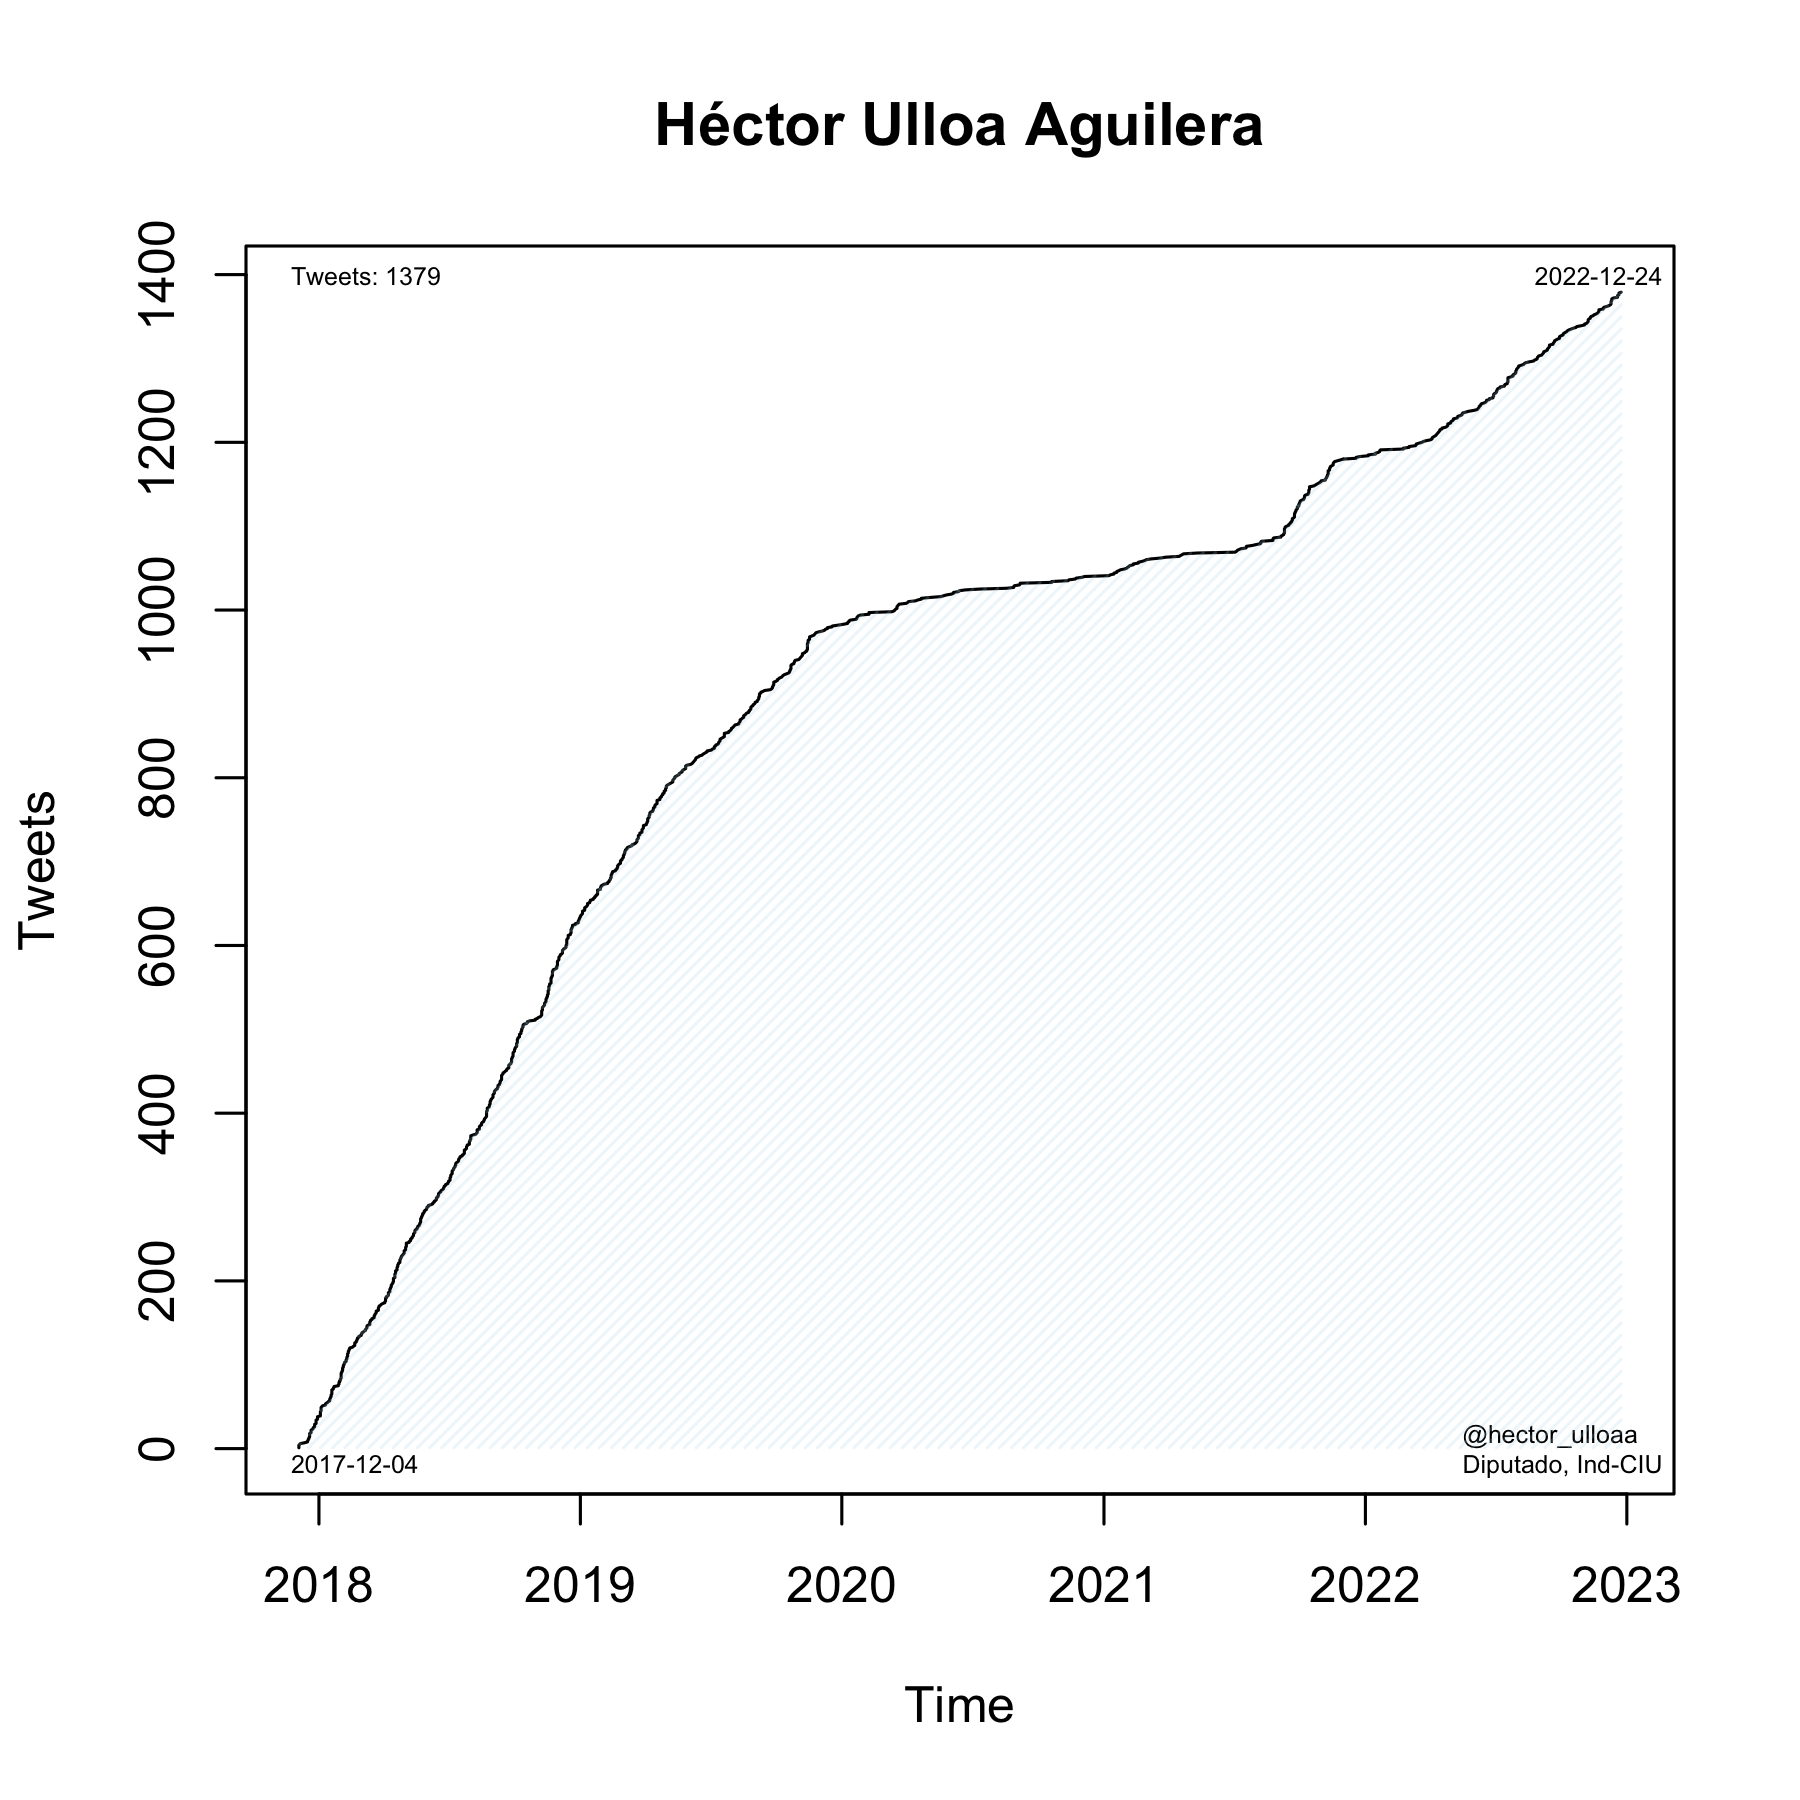 Héctor Ulloa Aguilera
Tweets: 1379
2022-12-24
1400
1200
1000
800
600
400
200
0
Tweets
@hector_ulloaa
Diputado, Ind-CIU
2017-12-04
2018
2019
2020
2021
2022
2023
Time